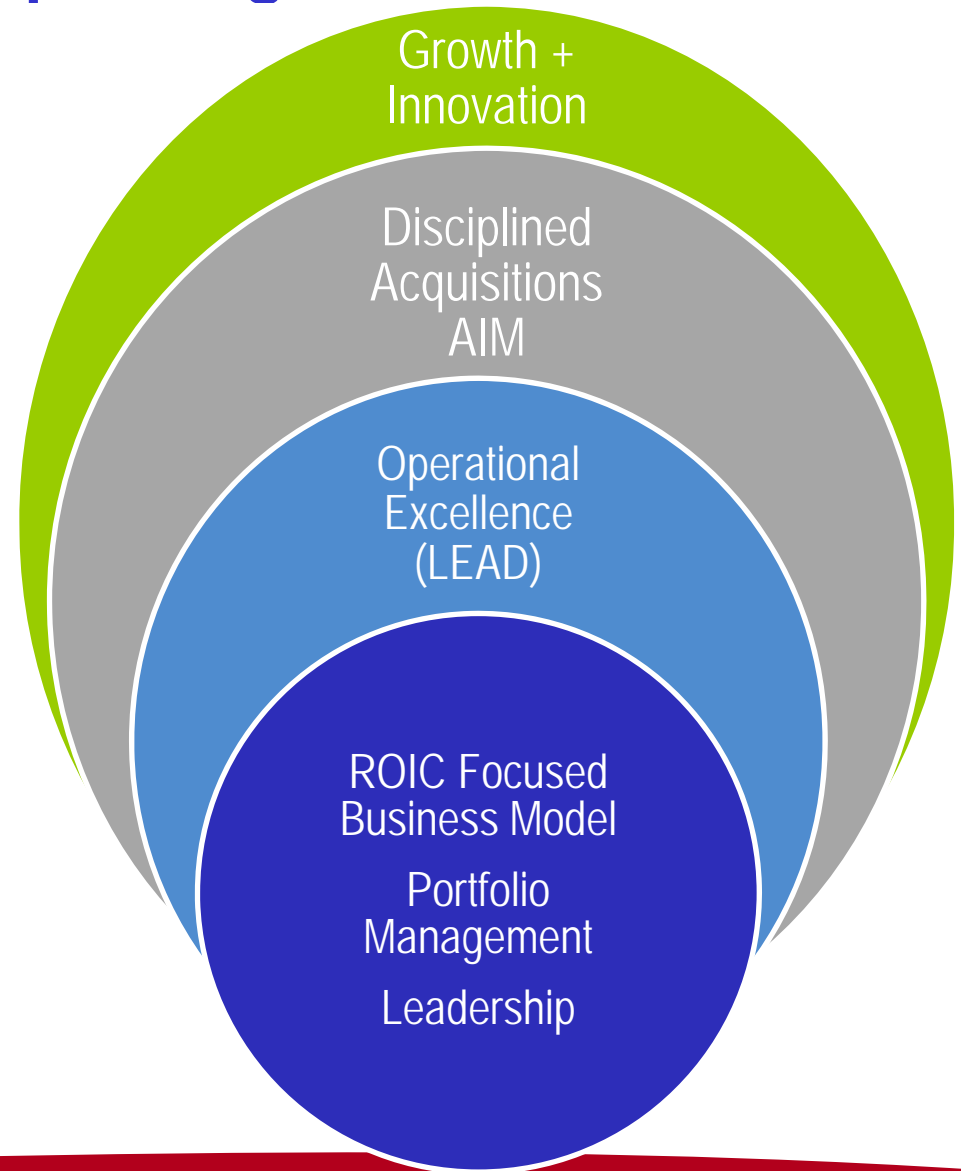 Growth +
Innovation
Disciplined
Acquisitions
AIM
Operational
Excellence
(LEAD)
ROIC Focused
Business Model
Portfolio
Management
Leadership